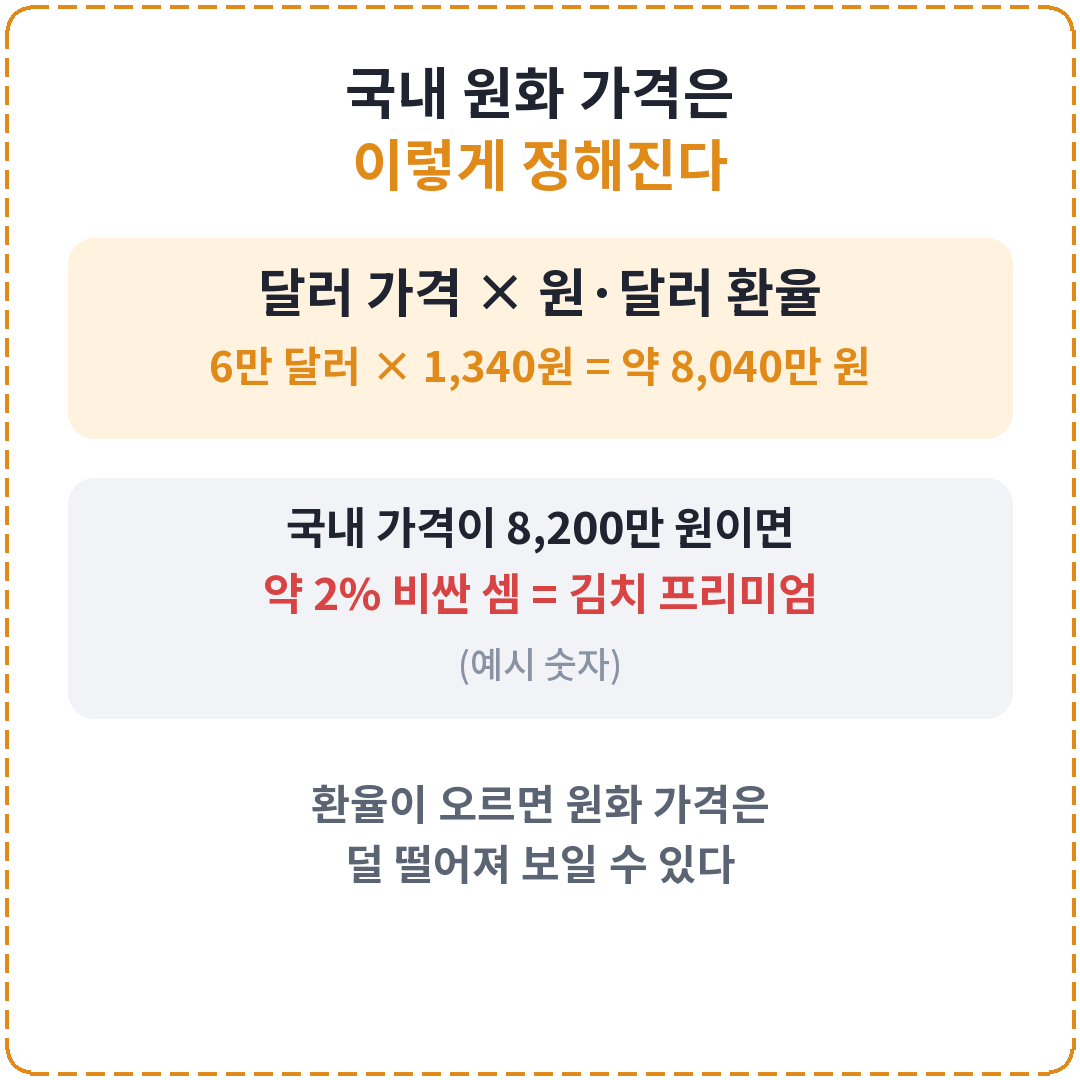 국내 원화 가격은
이렇게 정해진다
달러 가격 × 원·달러 환율
6만 달러 × 1,340원 = 약 8,040만 원
국내 가격이 8,200만 원이면
약 2% 비싼 셈 = 김치 프리미엄
(예시 숫자)
환율이 오르면 원화 가격은
덜 떨어져 보일 수 있다